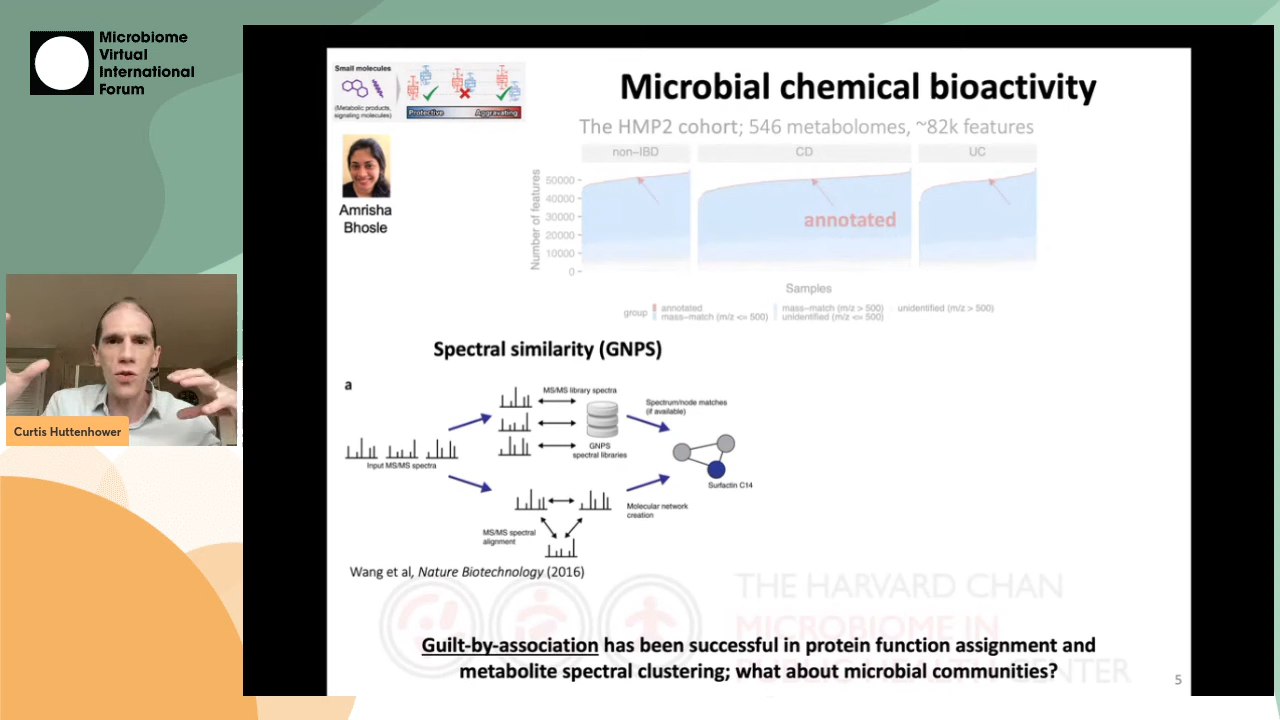 Microbiome
Virtual
International
Forum
Small molecules
(Metabolic products,
signaling molecules)
Protective
Aggravating
Microbial chemical bioactivity
The HMP2 cohort; 546 metabolomes, ~82k features
non-IBD
CD
UC
Number of features
50000
40000
30000
20000
10000
0
annotated
Samples
group
annotated
mass-match (m/z <= 500)
mass-match (m/z > 500)
unidentified (m/z <= 500)
unidentified (m/z > 500)
Amrisha
Bhosle
Curtis Huttenhower
Spectral similarity (GNPS)
a
MS/MS library spectra
Spectrum/node matches
(if available)
GNPS
spectral libraries
Input MS/MS spectra
Surfactin C14
Molecular network
creation
MS/MS spectral
alignment
Wang et al, Nature Biotechnology (2016)
THE HARVARD CHAN
MICROBIOME IN
PUBLIC HEALTH CENTER
Guilt-by-association has been successful in protein function assignment and
metabolite spectral clustering; what about microbial communities?
5